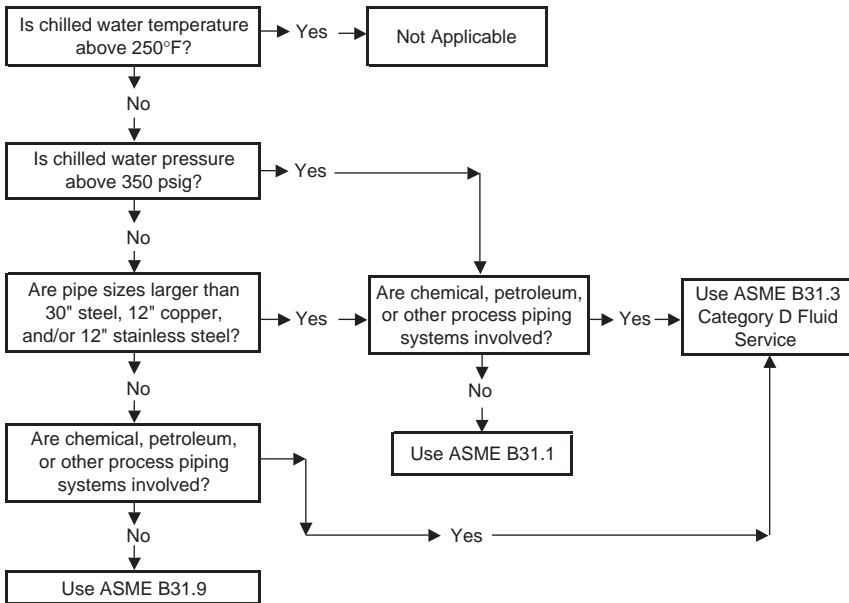 Is chilled water temperature
above 250°F?
Yes
Not Applicable
No
Is chilled water pressure
above 350 psig?
Yes
No
Are pipe sizes larger than
30" steel, 12" copper,
and/or 12" stainless steel?
Yes
Are chemical, petroleum,
or other process piping
systems involved?
Yes
Use ASME B31.3
Category D Fluid
Service
No
No
Are chemical, petroleum,
or other process piping
systems involved?
Use ASME B31.1
No
Yes
Use ASME B31.9